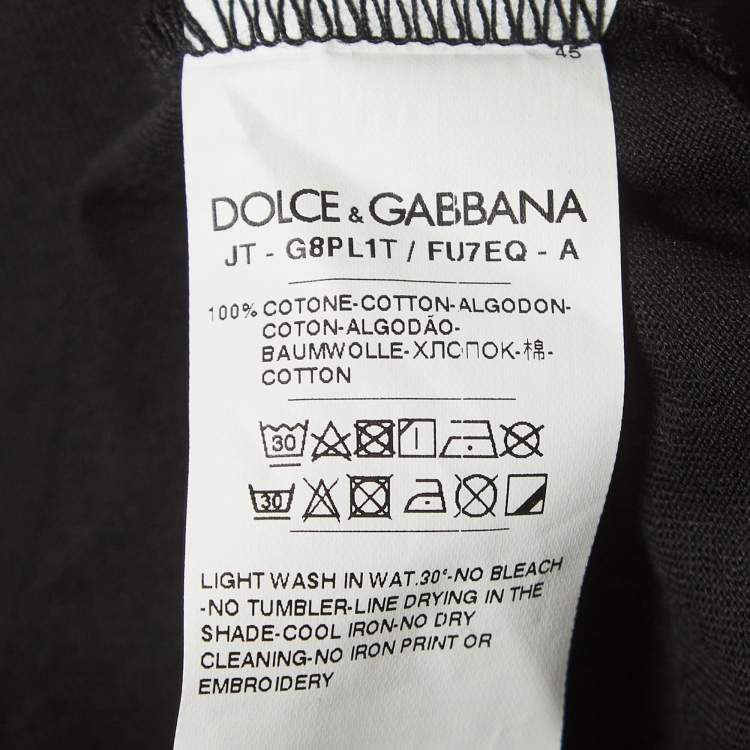 45
DOLCE & GABBANA
JT - G8PL1T / FU7EQ - A
100% COTONE-COTTON-ALGODON-
COTON-ALGODÃO-
BAUMWOLLE-ХЛОПОК-棉-
COTTON
30
30
LIGHT WASH IN WAT.30°-NO BLEACH
-NO TUMBLER-LINE DRYING IN THE
SHADE-COOL IRON-NO DRY
CLEANING-NO IRON PRINT OR
EMBROIDERY